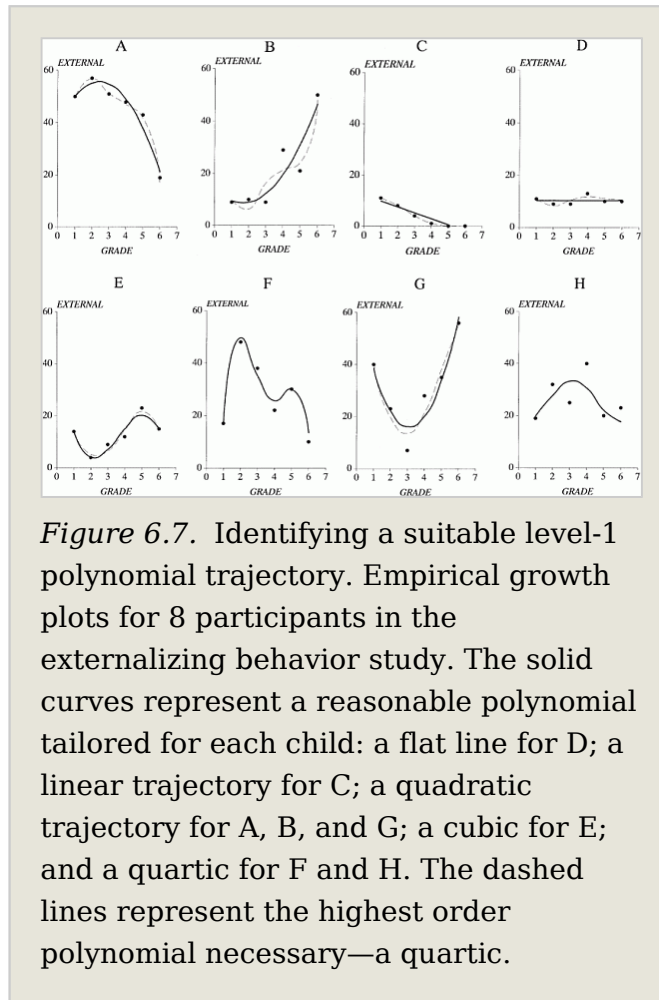 A B C D
EXTERNAL EXTERNAL EXTERNAL EXTERNAL
60 60 60 60
40 40 40 40
20 20 20 20
0 0 0 0
0 1 2 3 4 5 6 7 0 1 2 3 4 5 6 7 0 1 2 3 4 5 6 7 0 1 2 3 4 5 6 7
GRADE GRADE GRADE GRADE
E F G H
EXTERNAL EXTERNAL EXTERNAL EXTERNAL
60 60 60 60
40 40 40 40
20 20 20 20
0 0 0 0
0 1 2 3 4 5 6 7 0 1 2 3 4 5 6 7 0 1 2 3 4 5 6 7 0 1 2 3 4 5 6 7
GRADE GRADE GRADE GRADE
Figure 6.7. Identifying a suitable level-1
polynomial trajectory. Empirical growth
plots for 8 participants in the
externalizing behavior study. The solid
curves represent a reasonable polynomial
tailored for each child: a flat line for D; a
linear trajectory for C; a quadratic
trajectory for A, B, and G; a cubic for E;
and a quartic for F and H. The dashed
lines represent the highest order
polynomial necessary—a quartic.